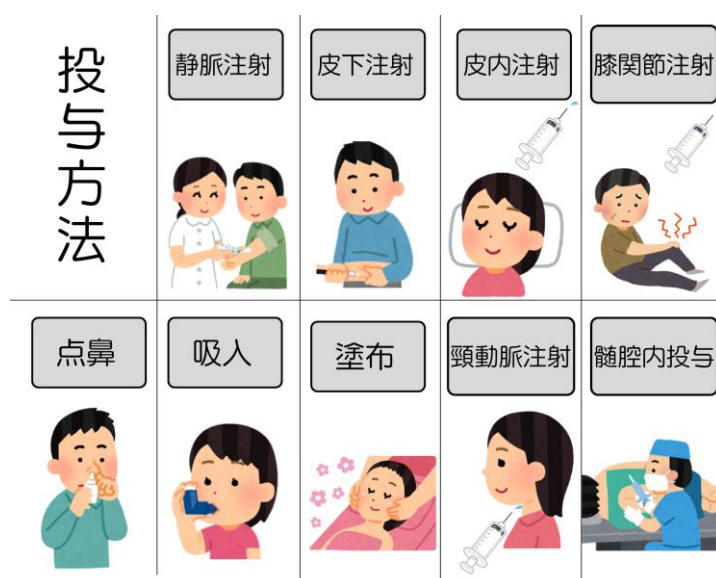 投与方法
静脈注射
皮下注射
皮内注射
膝関節注射
点鼻
吸入
塗布
頸動脈注射
髄腔内投与